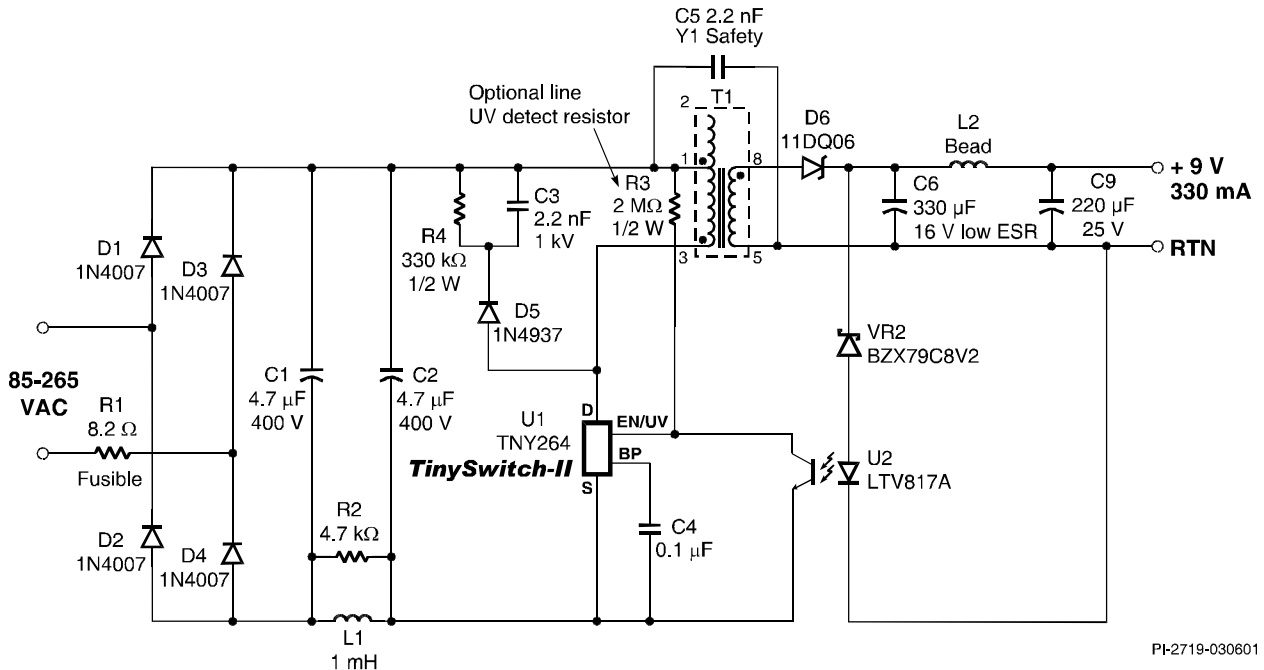 C5 2.2 nF
Y1 Safety
2
T1
Optional line
UV detect resistor
D6
11DQ06
L2
Bead
1
8
+ 9 V
330 mA
R3
2 MΩ
1/2 W
C3
2.2 nF
1 kV
C6
330 µF
16 V low ESR
C9
220 µF
25 V
R4
330 kΩ
1/2 W
D1
1N4007
D3
1N4007
3
5
RTN
D5
1N4937
VR2
BZX79C8V2
85-265
VAC
C1
4.7 µF
400 V
C2
4.7 µF
400 V
R1
8.2 Ω
Fusible
U1
TNY264
TinySwitch-II
D
EN/UV
BP
S
U2
LTV817A
R2
4.7 kΩ
C4
0.1 µF
D2
1N4007
D4
1N4007
L1
1 mH
PI-2719-030601